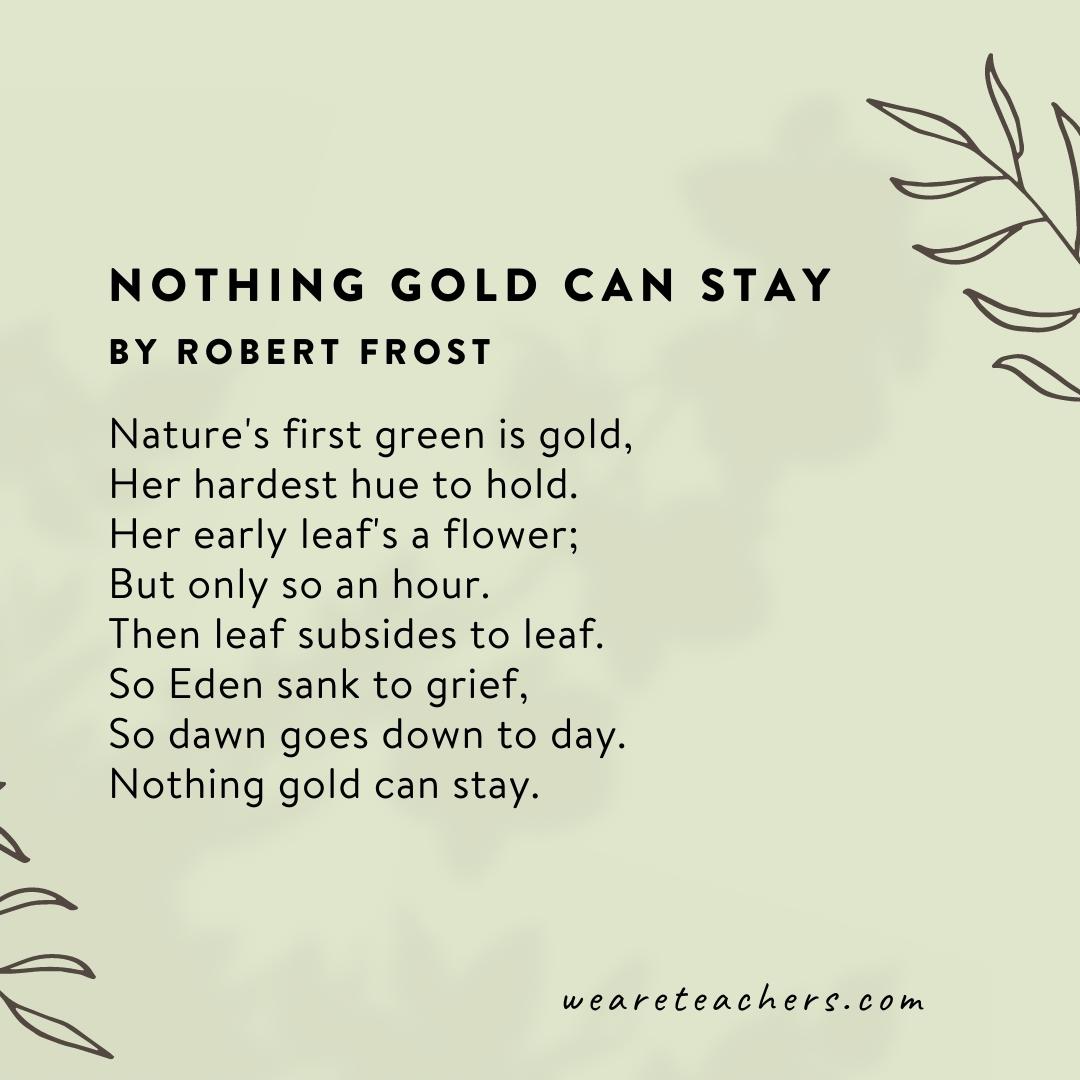 NOTHING GOLD CAN STAY
BY ROBERT FROST
Nature's first green is gold,
Her hardest hue to hold.
Her early leaf's a flower;
But only so an hour.
Then leaf subsides to leaf.
So Eden sank to grief,
So dawn goes down to day.
Nothing gold can stay.
weareteachers.com